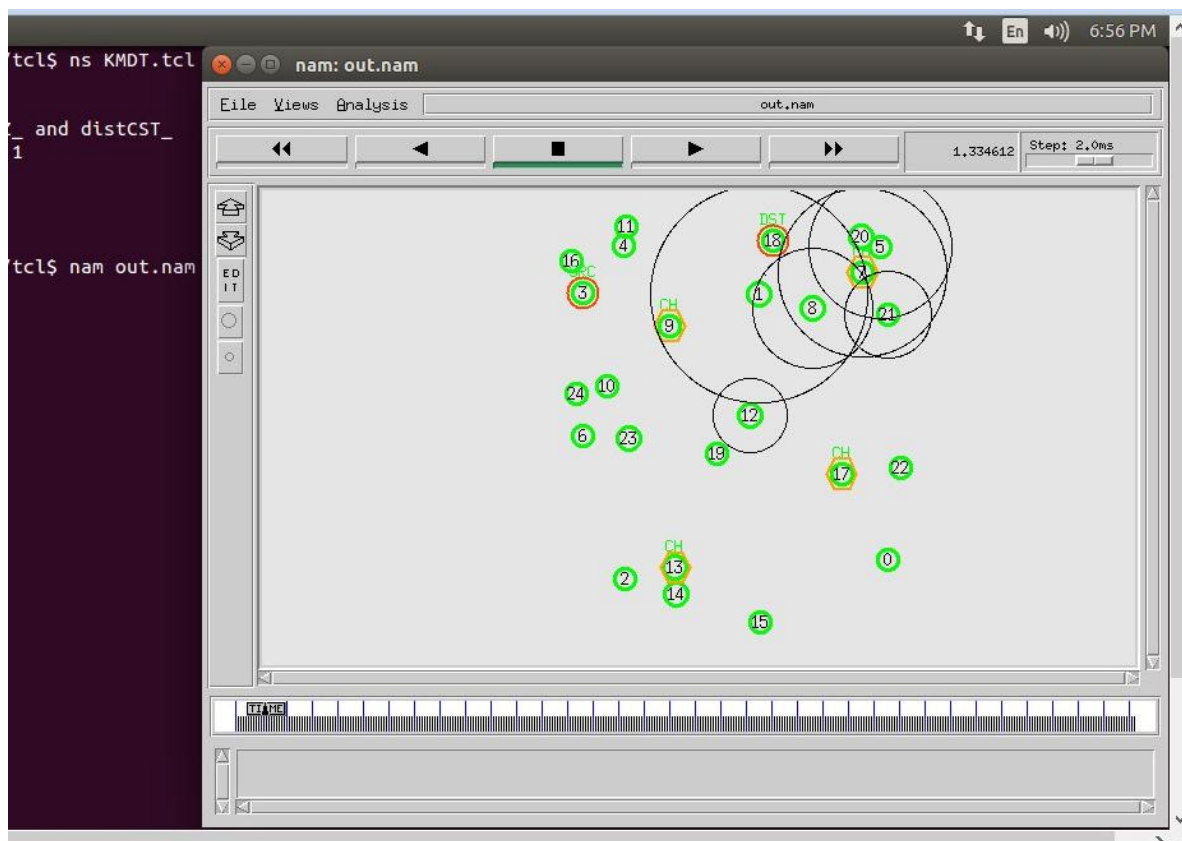 En 6:56 PM
/tcl$ ns KMDT.tcl
nam: out.nam
File Views Analysis out.nam
_ and distCST_
1
1.334612 Step: 2.0ms
/tcl$ nam out.nam
ED
IT
11
DST
4
18
20
5
16
SRC
3
7
1
CH
9
8
21
24
10
12
6
23
19
CH
17
22
CH
13
0
2
14
15
TIME